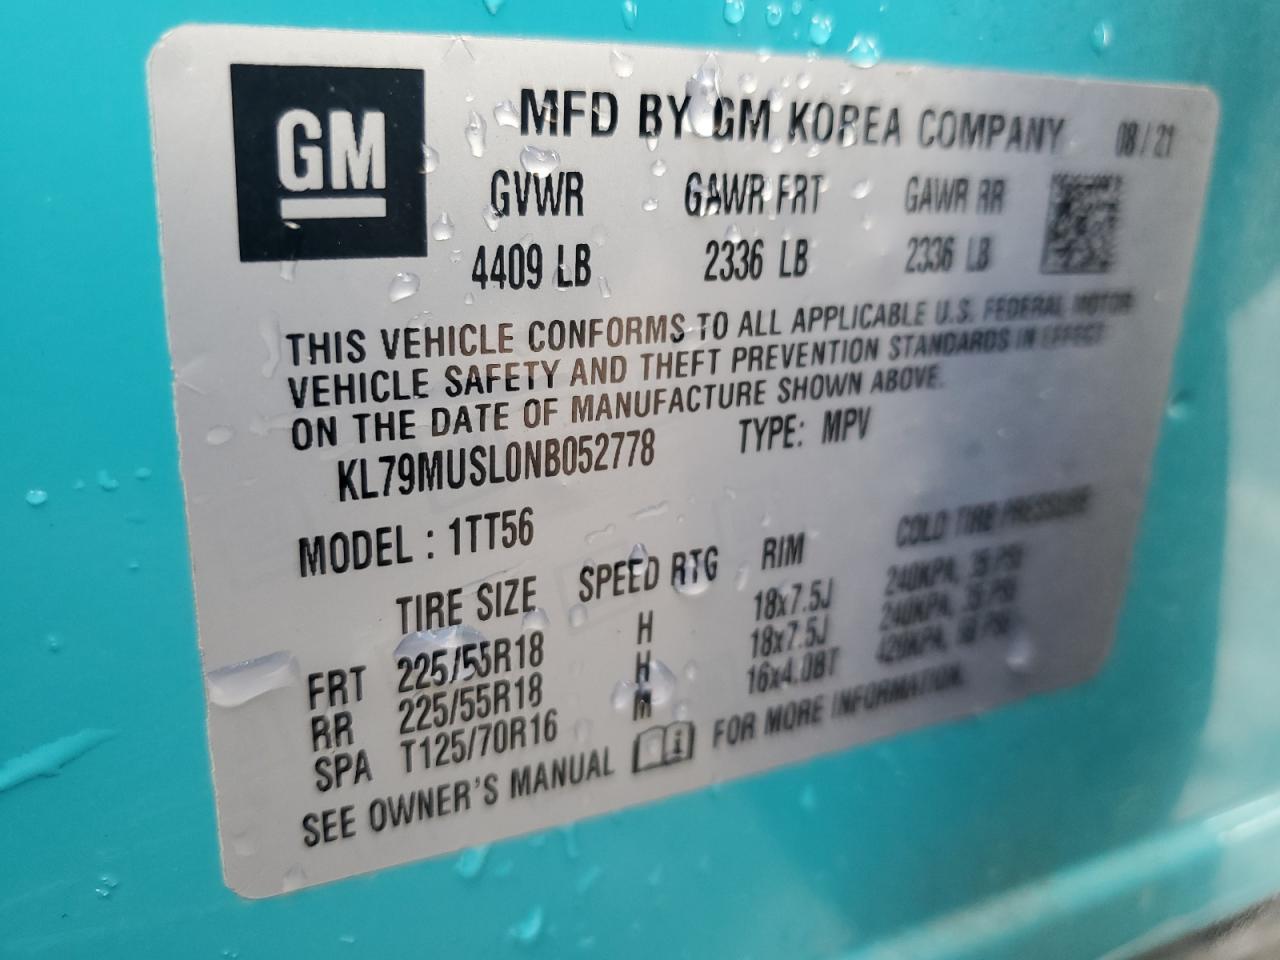 GM
MFD BY GM KOREA COMPANY 08/21
GVWR GAWR FRT GAWR RR
4409 LB 2336 LB 2336 LB
THIS VEHICLE CONFORMS TO ALL APPLICABLE U.S. FEDERAL MOTOR
VEHICLE SAFETY AND THEFT PREVENTION STANDARDS IN EFFECT
ON THE DATE OF MANUFACTURE SHOWN ABOVE.
KL79MUSL0NB052778 TYPE: MPV
MODEL : 1TT56
TIRE SIZE SPEED RTG RIM COLD TIRE PRESSURE
FRT 225/55R18 H 18x7.5J 240KPA, 35 PSI
RR 225/55R18 H 18x7.5J 240KPA, 35 PSI
SPA T125/70R16 M 16x4.0BT 420KPA, 60 PSI
SEE OWNER'S MANUAL FOR MORE INFORMATION.